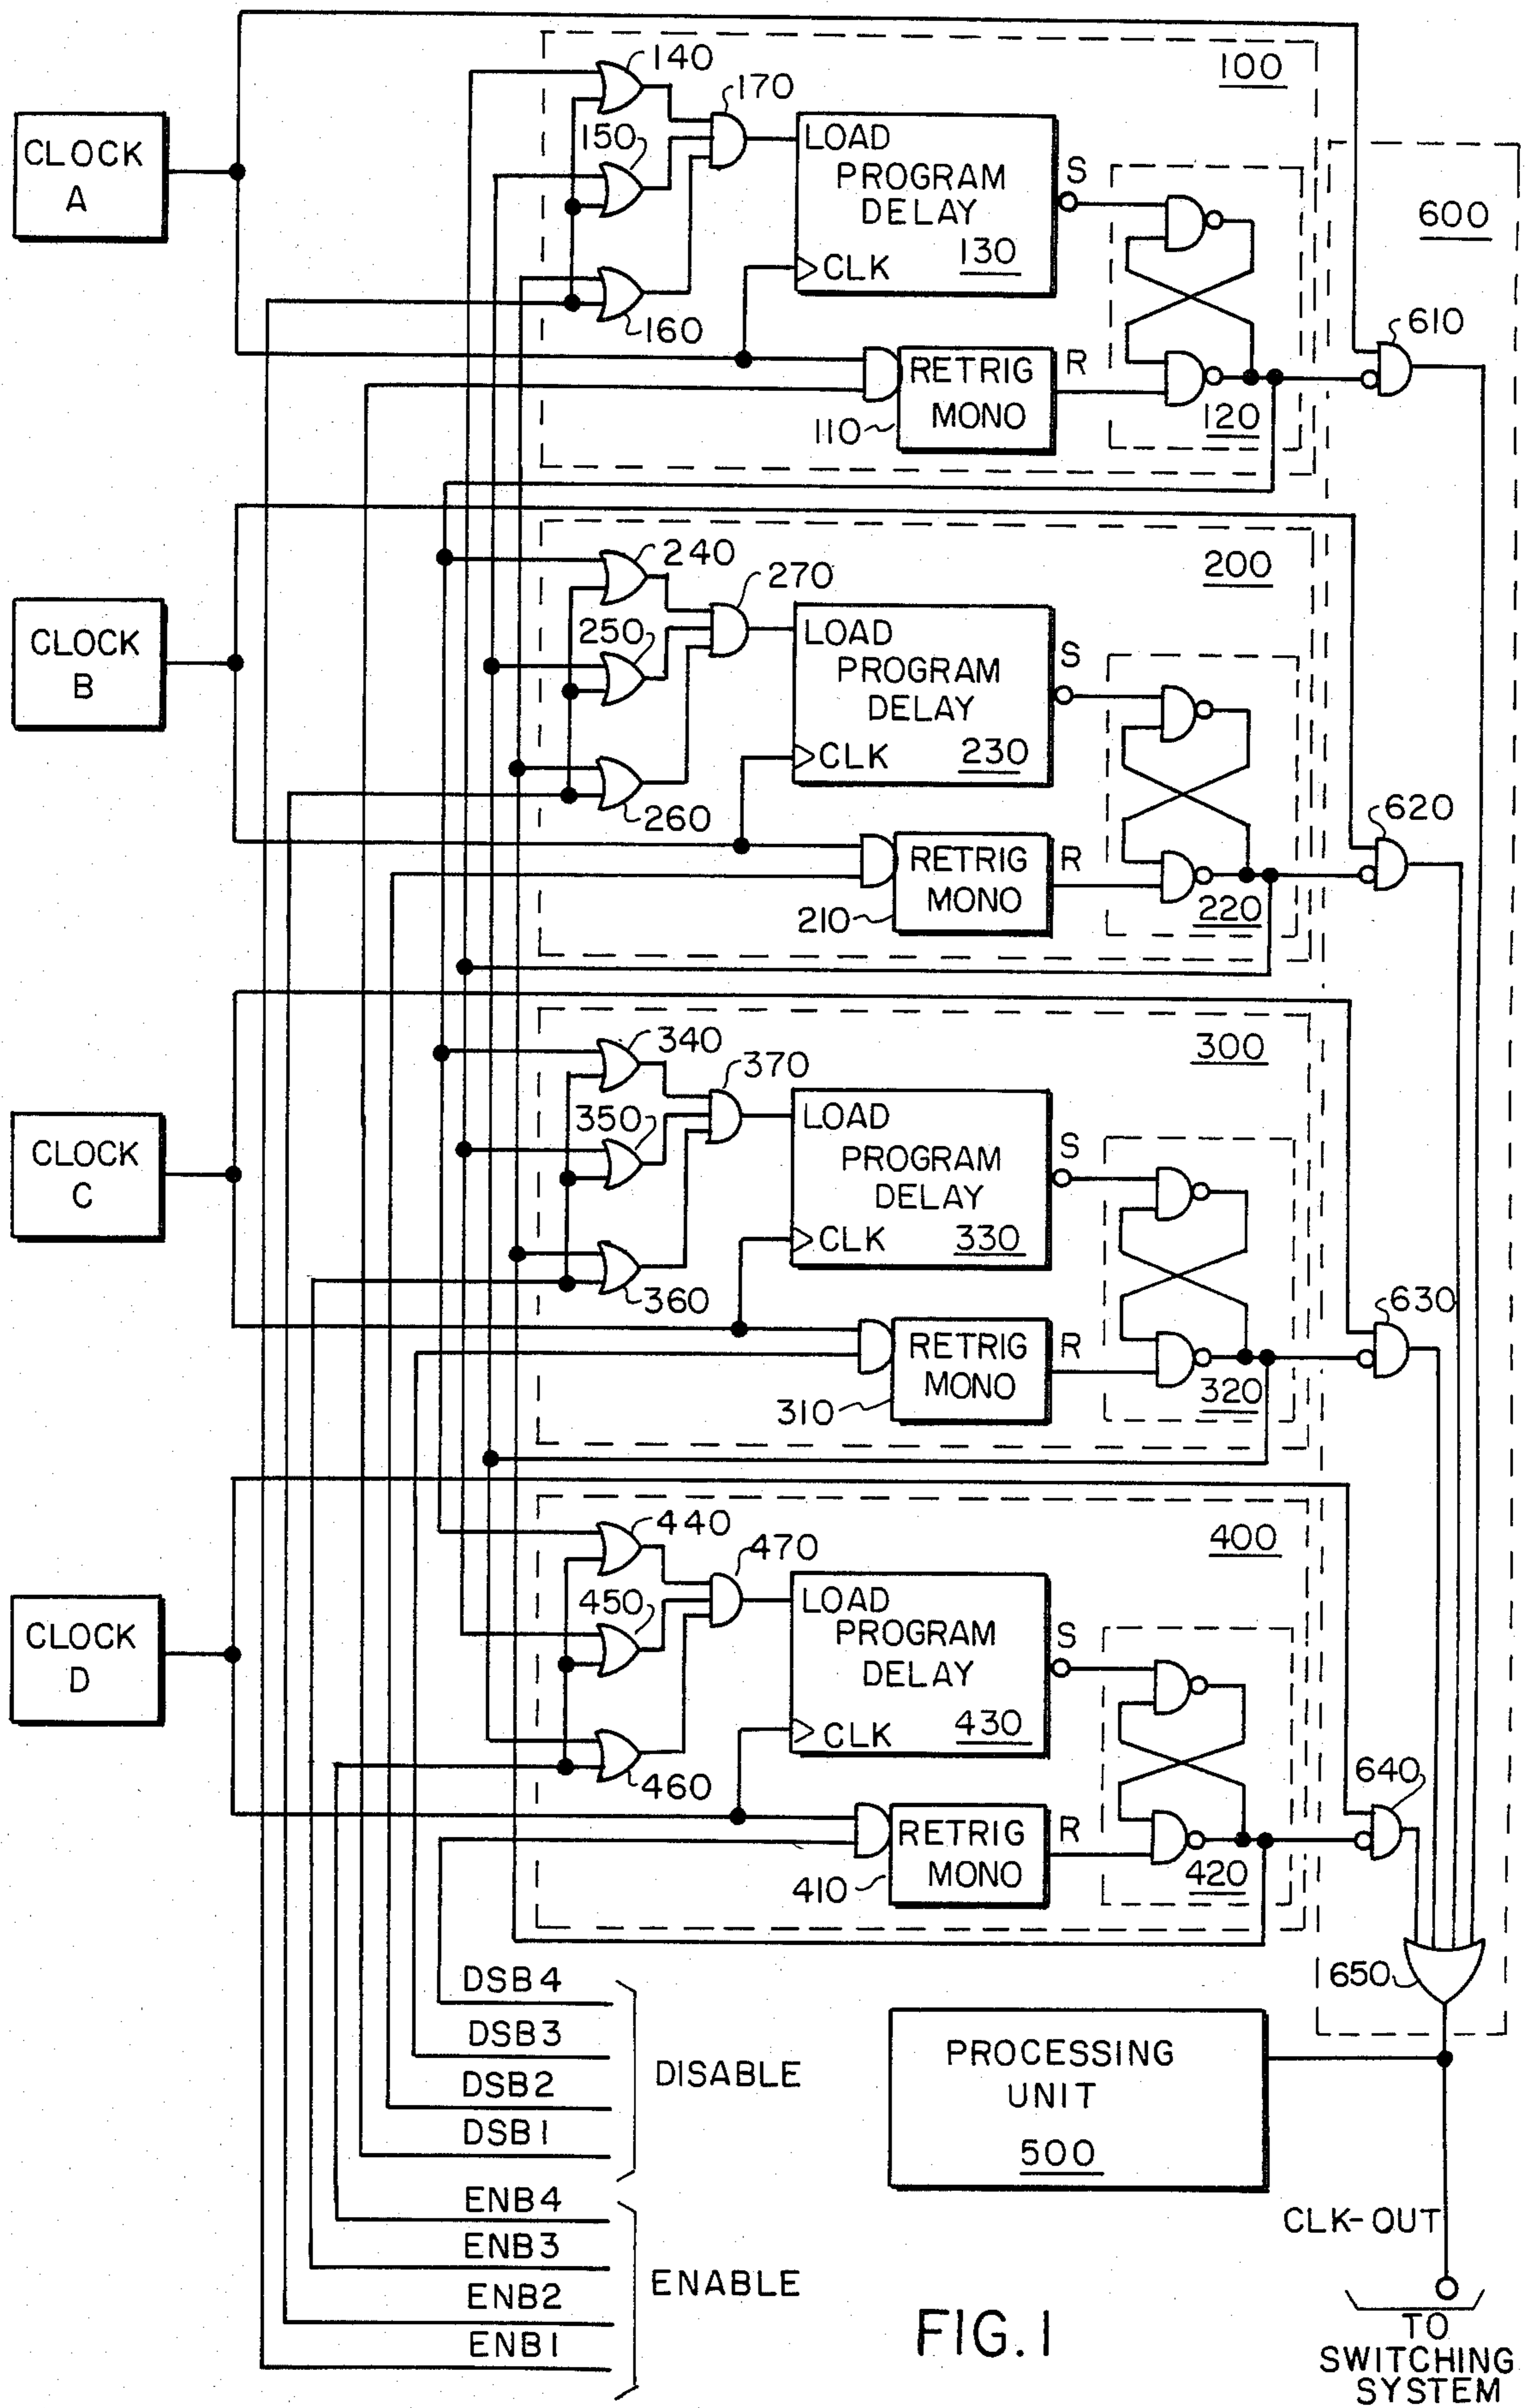 CLOCK
A
140
170
150
160
LOAD
PROGRAM
DELAY
130
CLK
S
100
600
RETRIG
MONO
R
110
120
610
CLOCK
B
240
270
250
260
LOAD
PROGRAM
DELAY
230
CLK
S
200
RETRIG
MONO
R
210
220
620
CLOCK
C
340
370
350
360
LOAD
PROGRAM
DELAY
330
CLK
S
300
RETRIG
MONO
R
310
320
630
CLOCK
D
440
470
450
460
LOAD
PROGRAM
DELAY
430
CLK
S
400
RETRIG
MONO
R
410
420
640
650
DSB4
DSB3
DSB2
DSB1
DISABLE
ENB4
ENB3
ENB2
ENB1
ENABLE
PROCESSING
UNIT
500
CLK-OUT
TO
SWITCHING
SYSTEM
FIG. 1